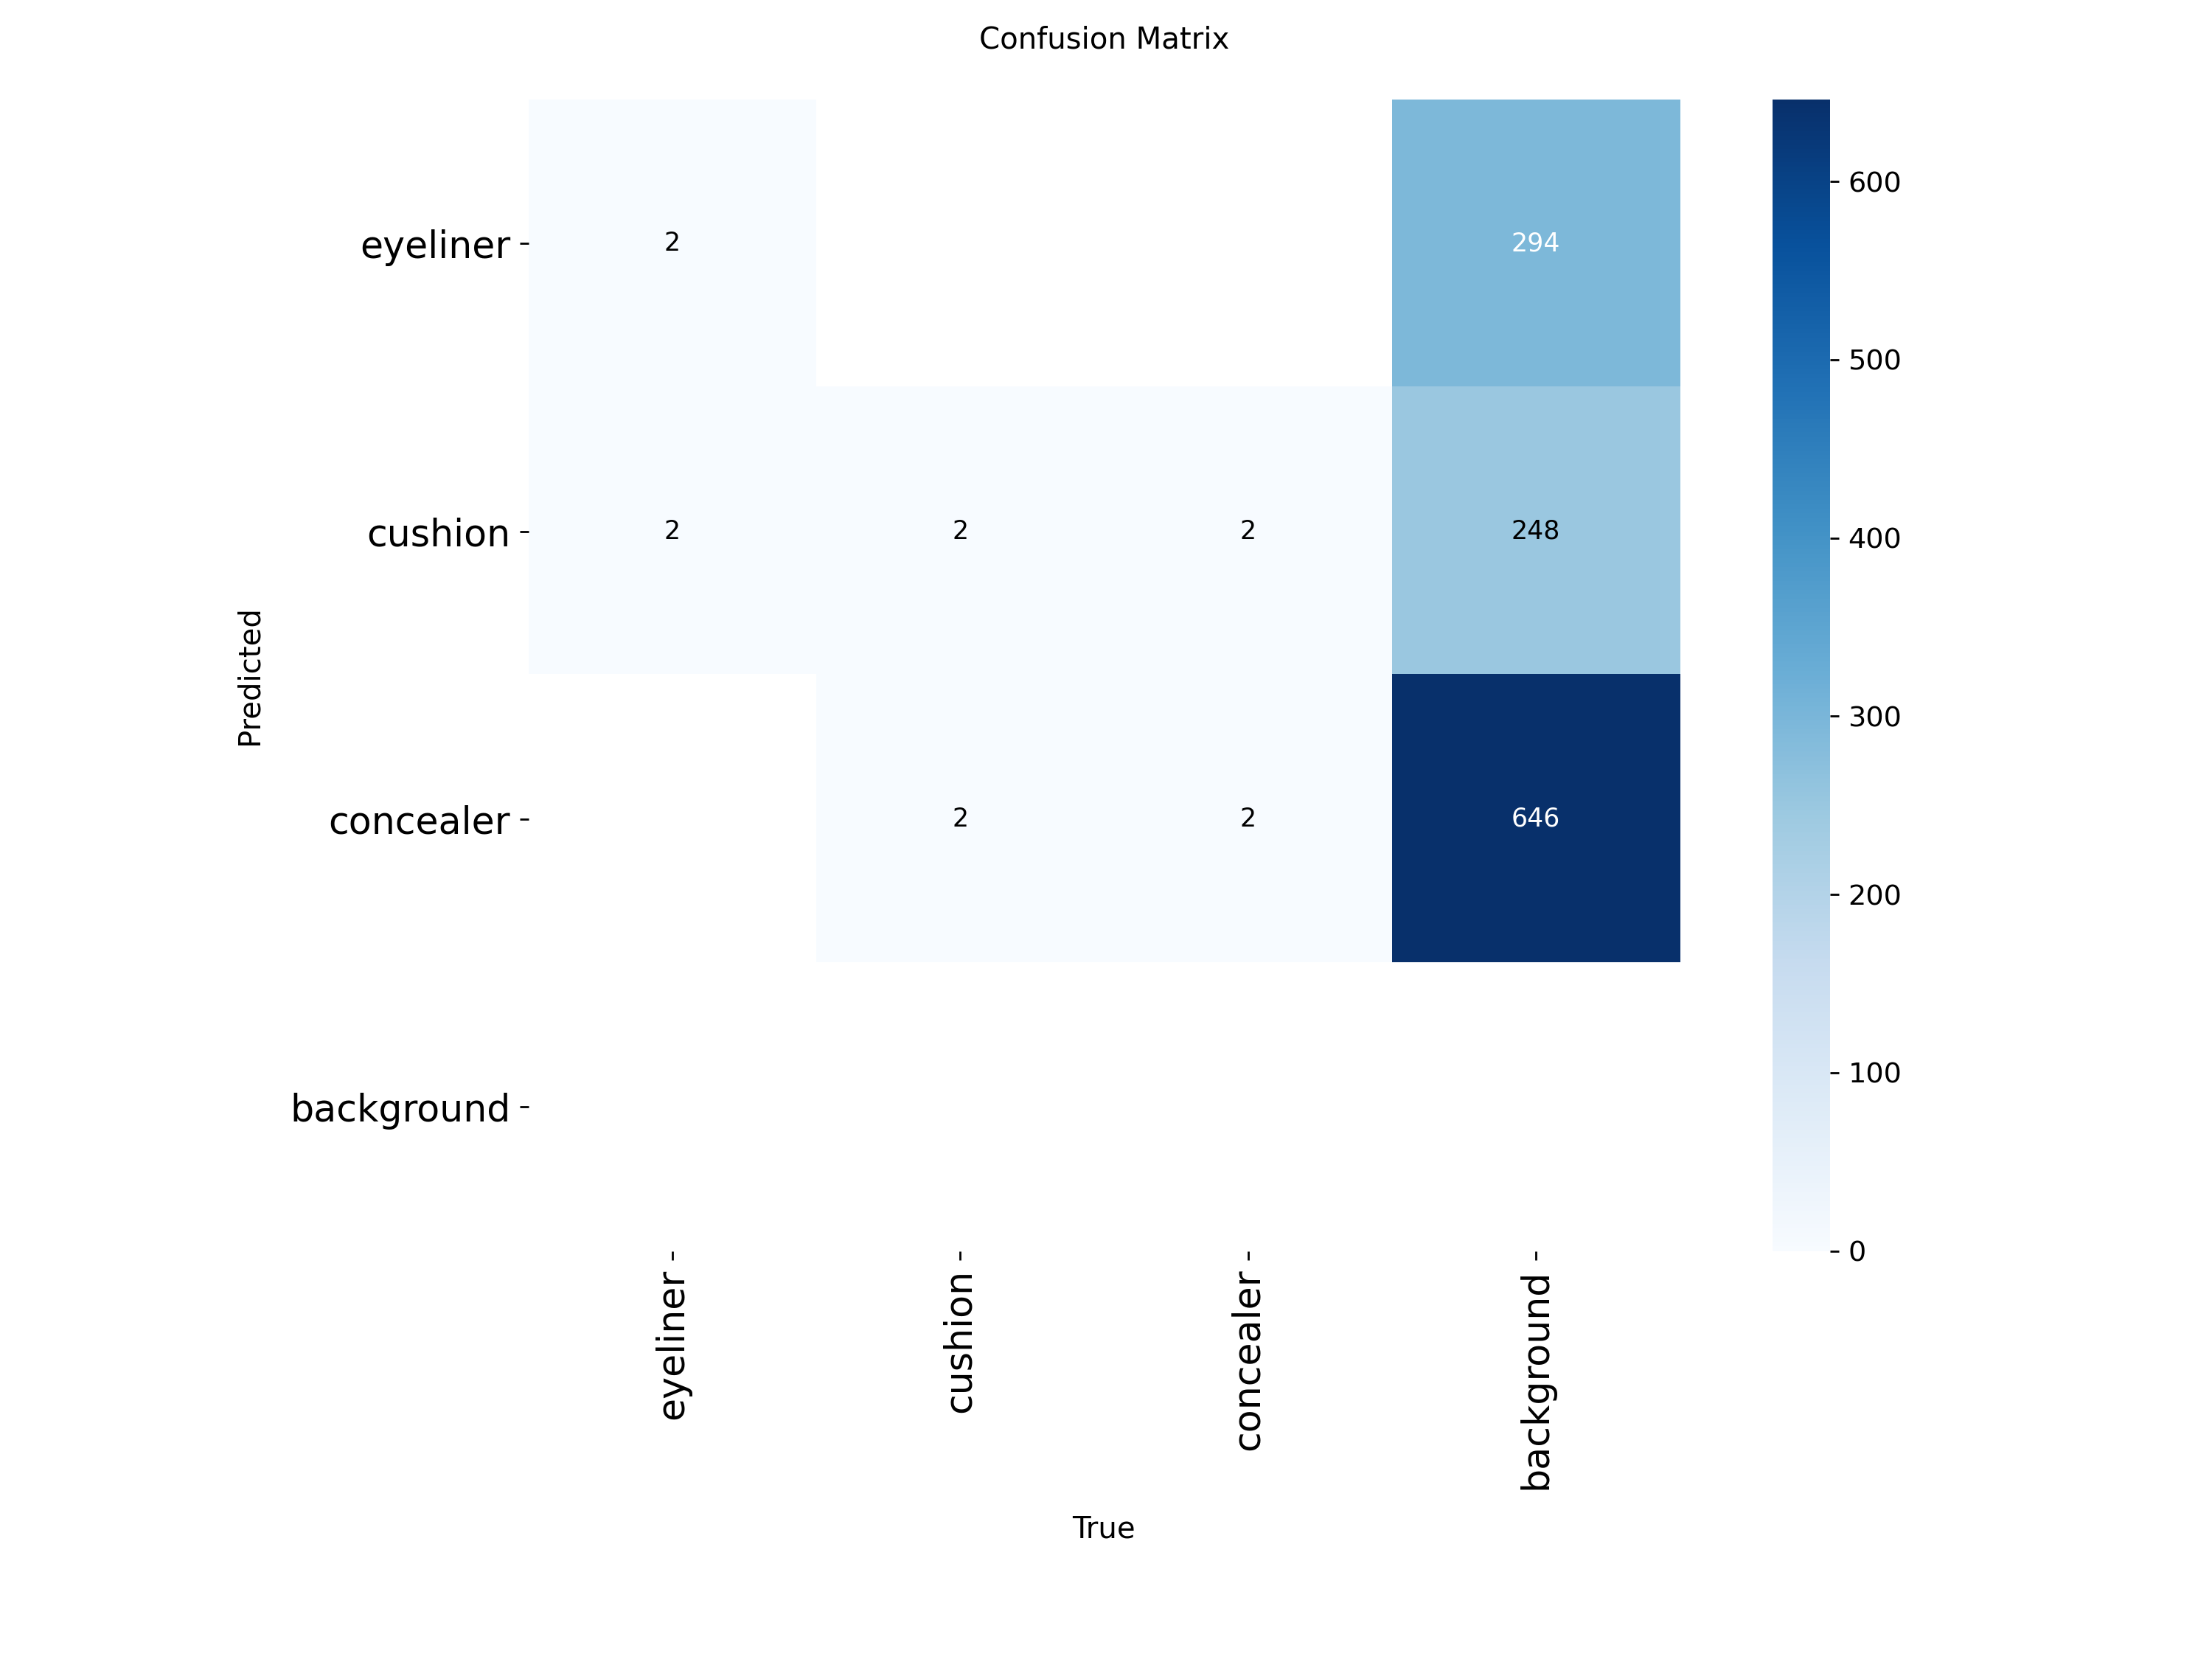 Confusion Matrix
eyeliner
2
294
600
500
cushion
2
2
2
248
400
Predicted
300
concealer
2
2
646
200
background
100
0
eyeliner
cushion
concealer
background
True